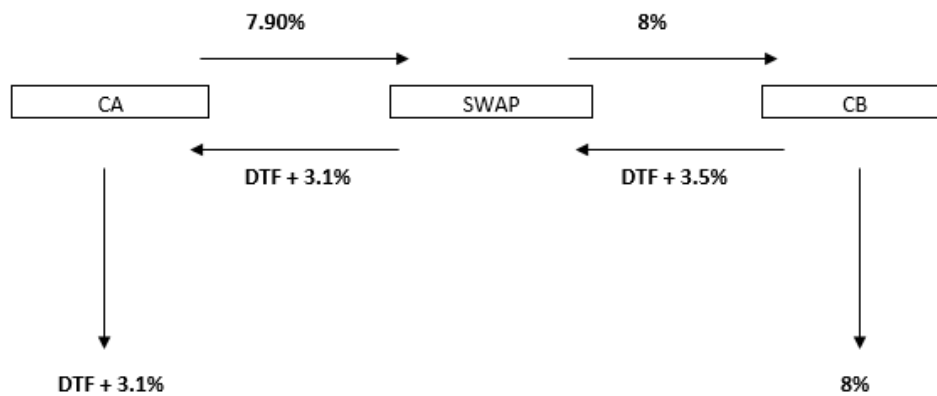 7.90% 8%
CA SWAP CB
DTF + 3.1% DTF + 3.5%
DTF + 3.1% 8%